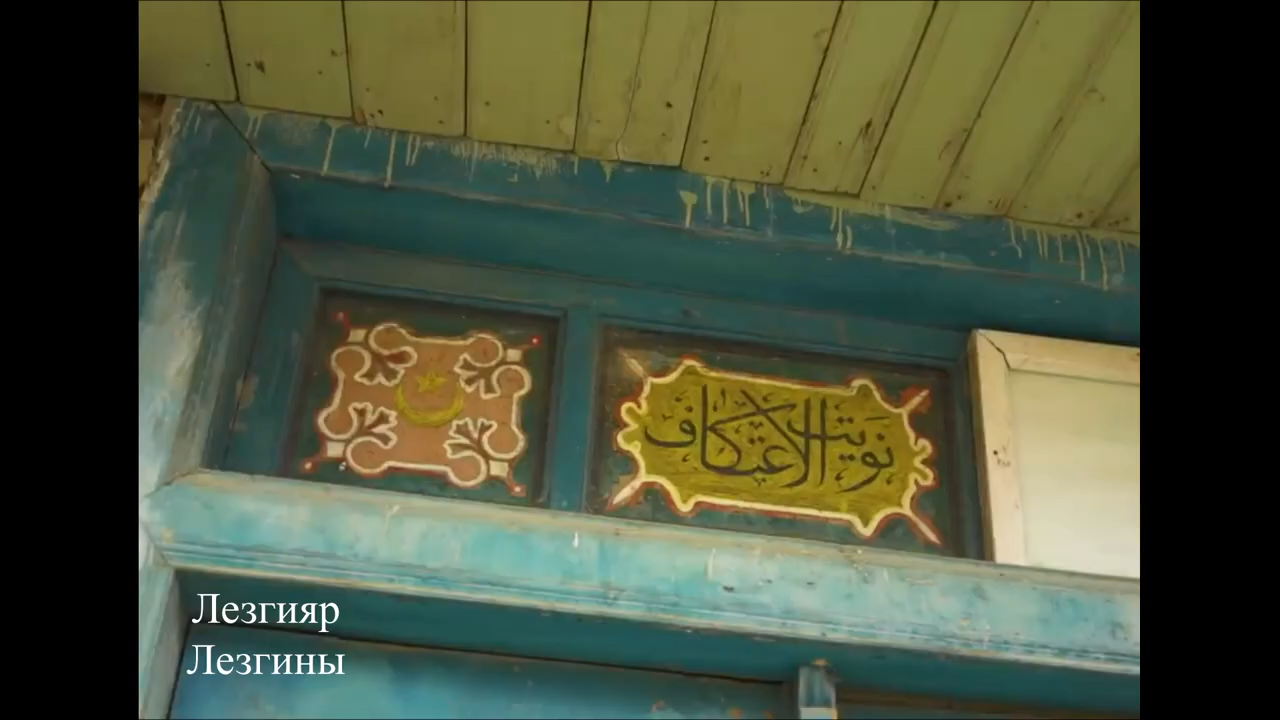 نويت الاعتكاف
Лезгияр
Лезгины